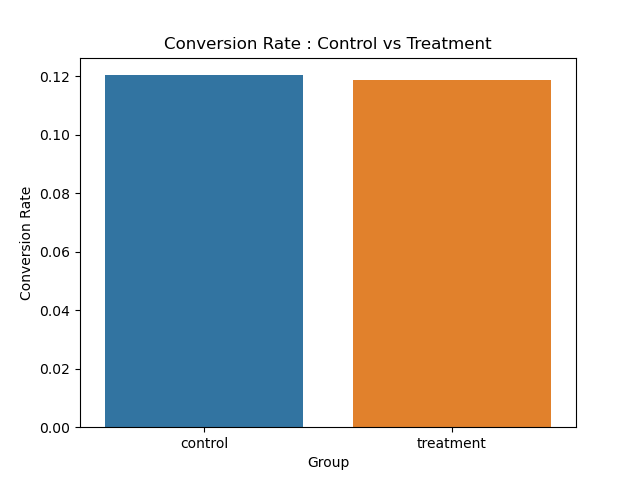 Conversion Rate : Control vs Treatment
0.12
0.10
0.08
0.06
0.04
0.02
0.00
Conversion Rate
control
treatment
Group